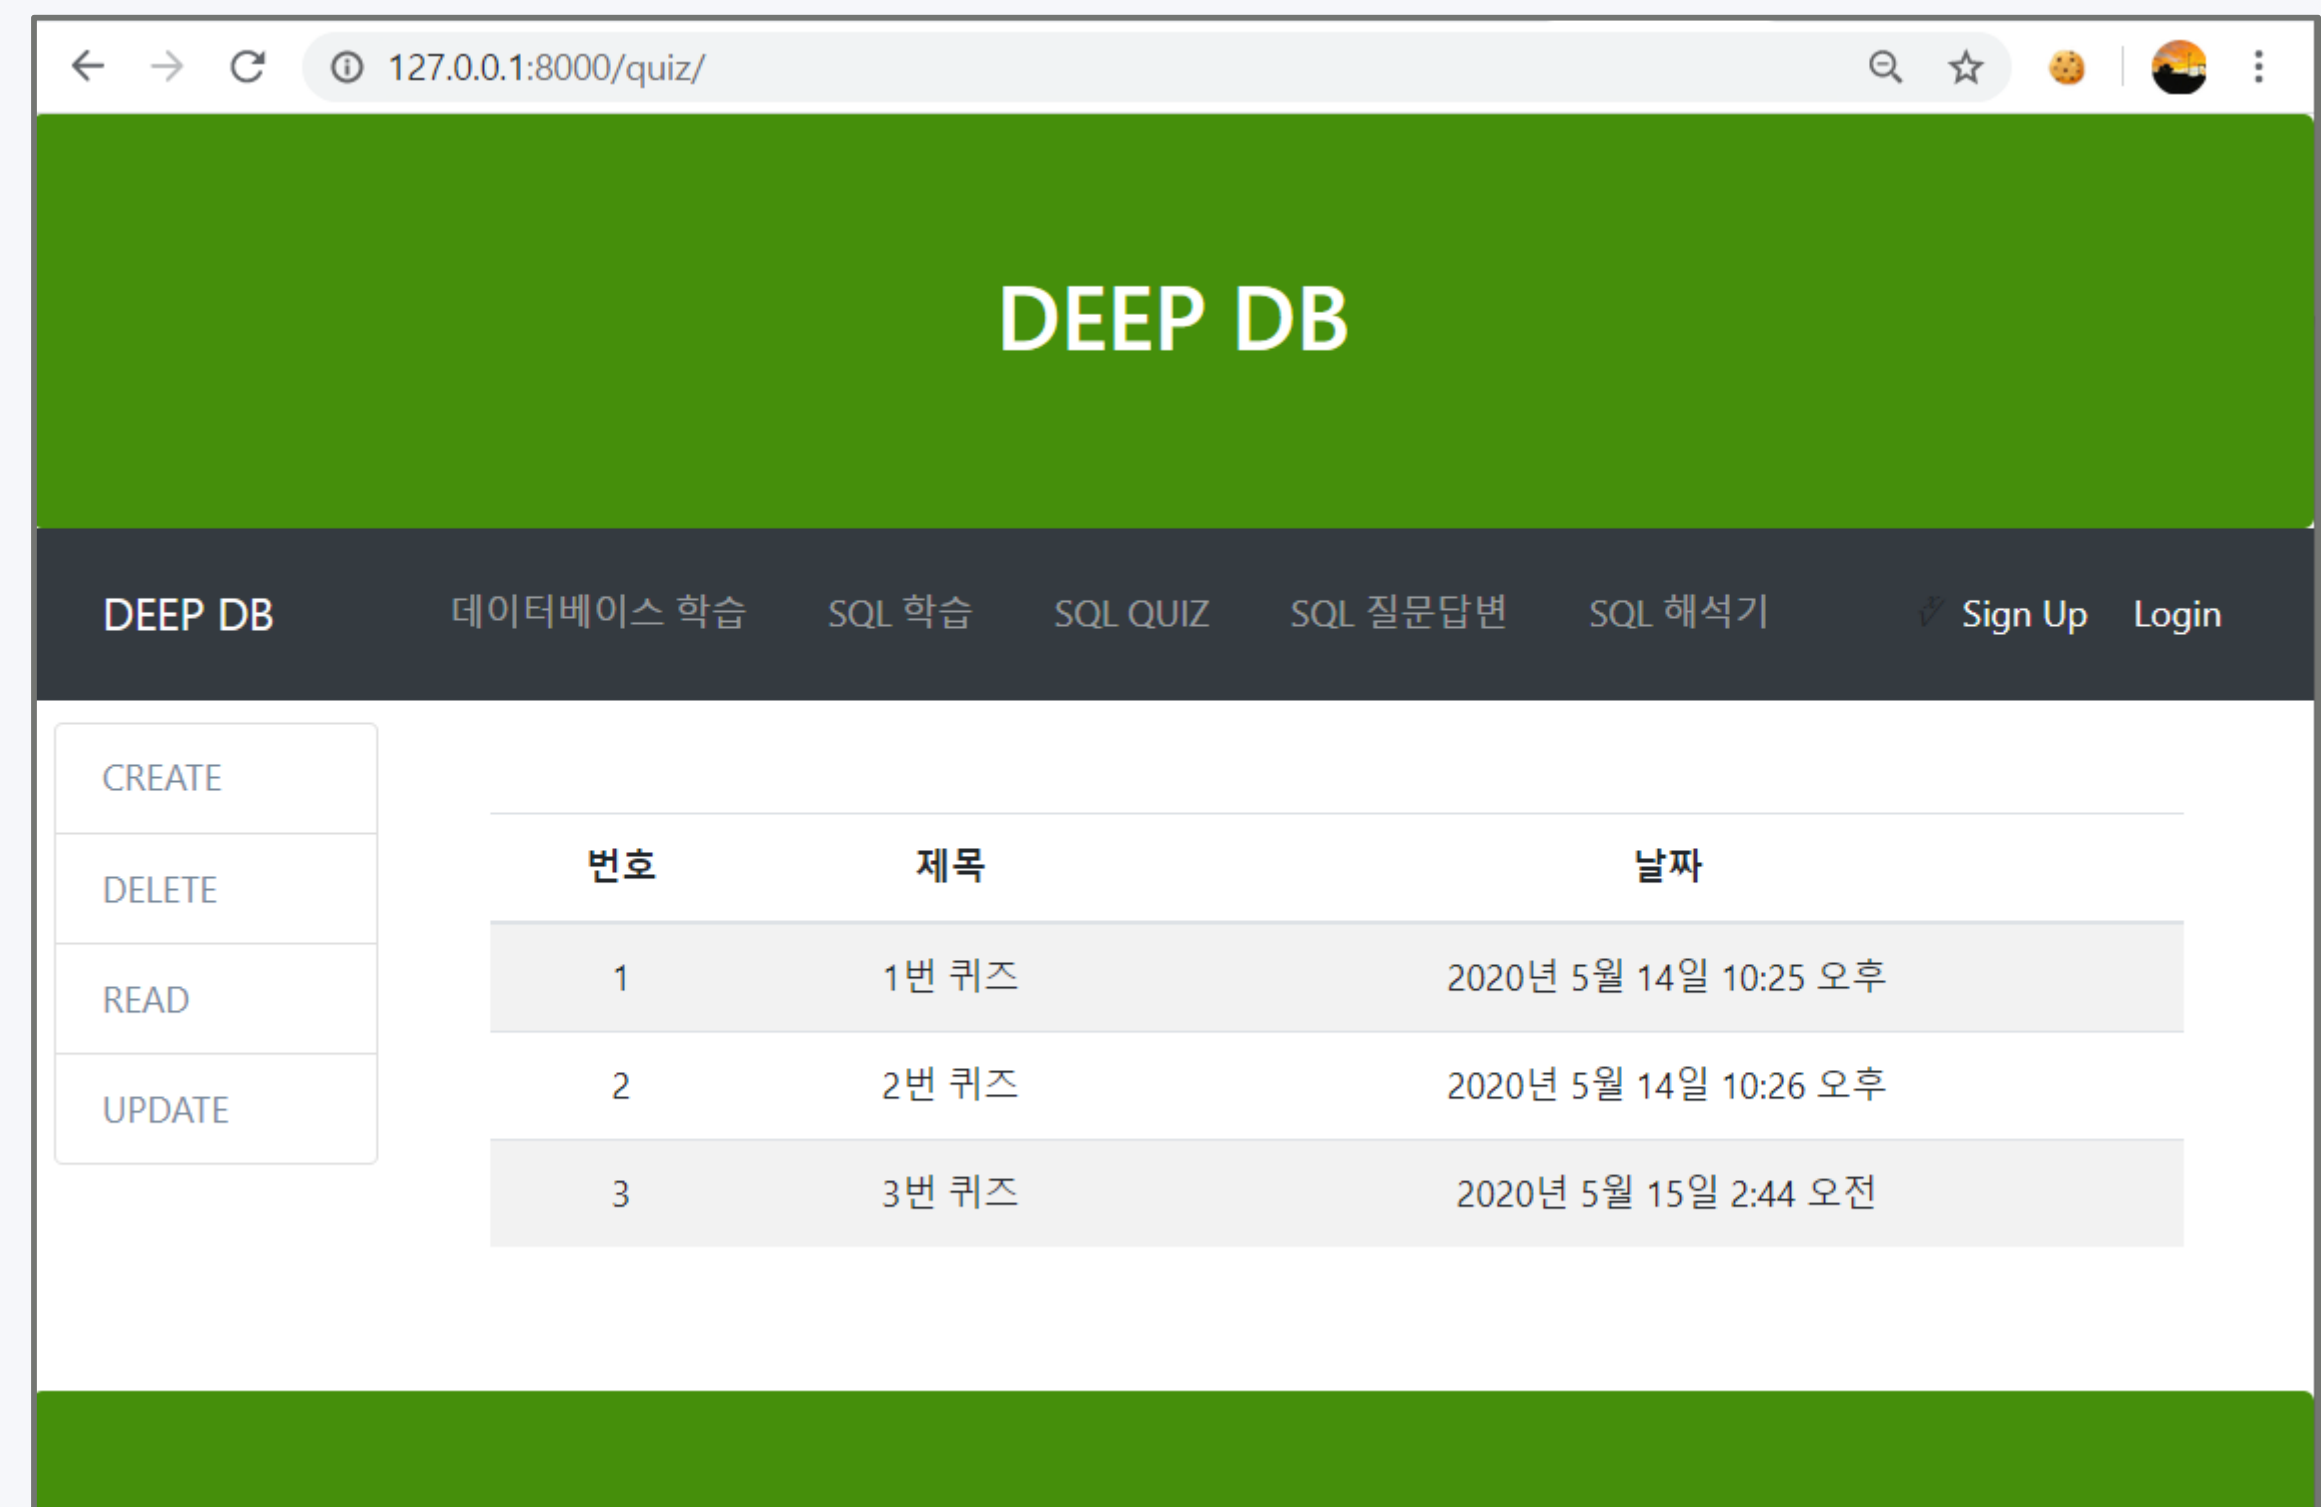 127.0.0.1:8000/quiz/
DEEP DB
DEEP DB 데이터베이스 학습 SQL 학습 SQL QUIZ SQL 질문답변 SQL 해석기 Sign Up Login
CREATE
DELETE
READ
UPDATE
번호 제목 날짜
1 1번 퀴즈 2020년 5월 14일 10:25 오후
2 2번 퀴즈 2020년 5월 14일 10:26 오후
3 3번 퀴즈 2020년 5월 15일 2:44 오전